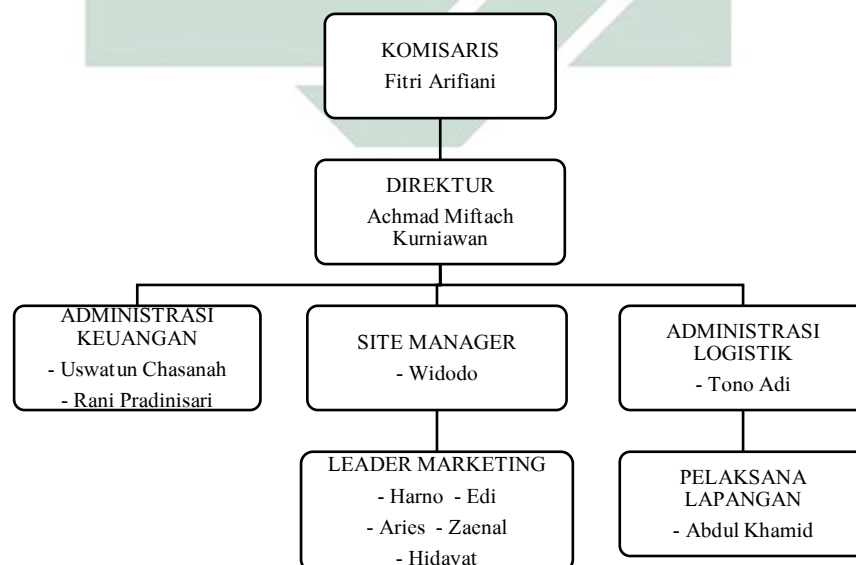 KOMISARIS
Fitri Arifiani
DIREKTUR
Achmad Miftach
Kurniawan
ADMINISTRASI
KEUANGAN
- Uswatun Chasanah
- Rani Pradinisari
SITE MANAGER
- Widodo
ADMINISTRASI
LOGISTIK
- Tono Adi
LEADER MARKETING
- Harno - Edi
- Aries - Zaenal
- Hidayat
PELAKSANA
LAPANGAN
- Abdul Khamid